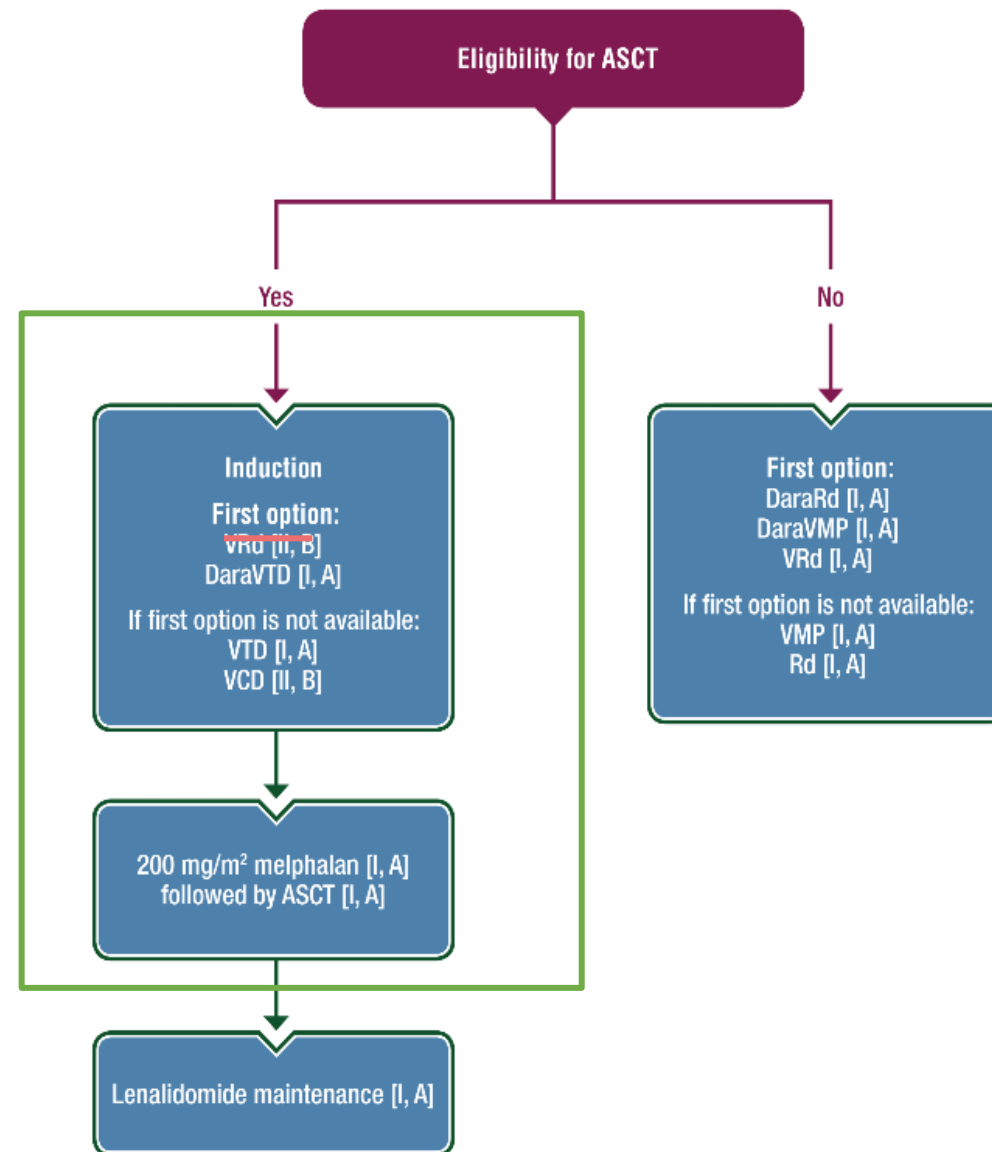 Eligibility for ASCT
Yes
No
Induction
First option:
VRd [II, B]
DaraVTD [I, A]
If first option is not available:
VTD [I, A]
VCD [II, B]
First option:
DaraRd [I, A]
DaraVMP [I, A]
VRd [I, A]
If first option is not available:
VMP [I, A]
Rd [I, A]
200 mg/m² melphalan [I, A]
followed by ASCT [I, A]
Lenalidomide maintenance [I, A]